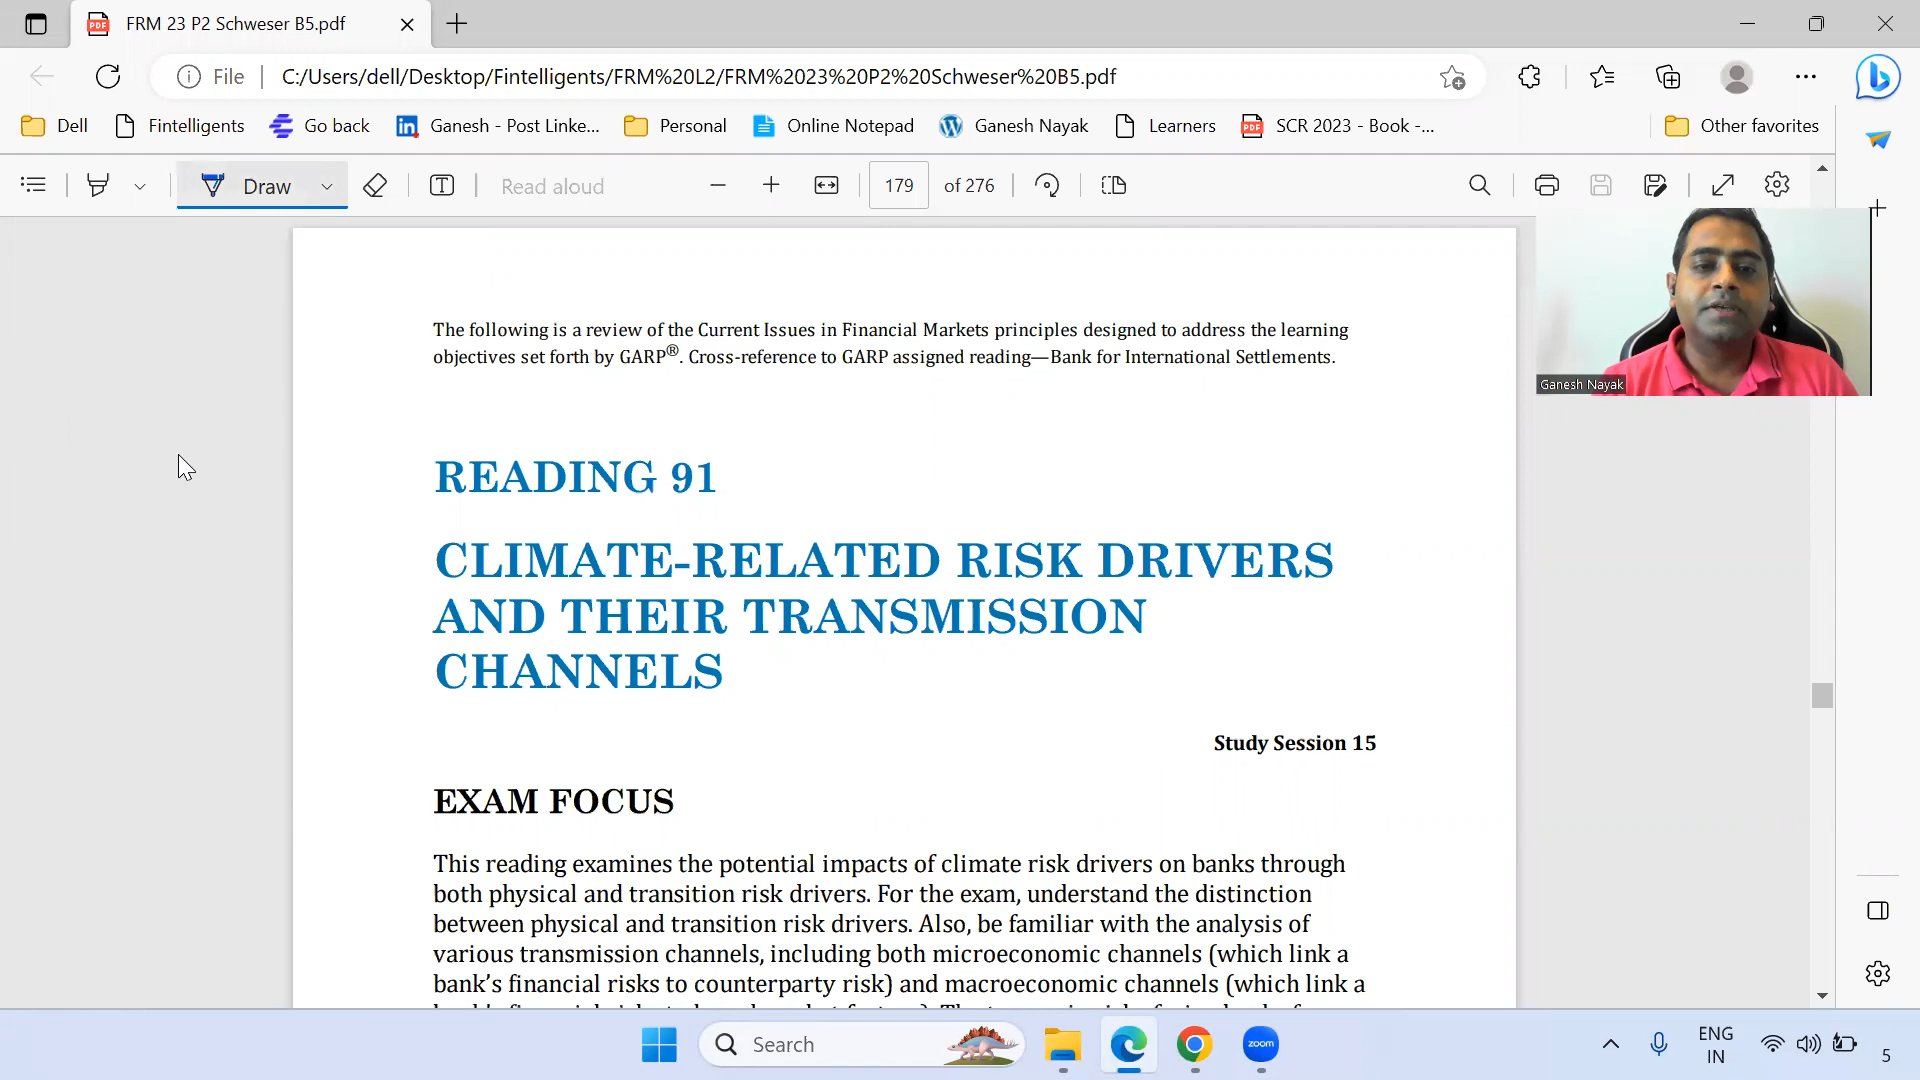 FRM 23 P2 Schweser B5.pdf
File
C:/Users/dell/Desktop/Fintelligents/FRM%20L2/FRM%2023%20P2%20Schweser%20B5.pdf
Dell
Fintelligents
Go back
Ganesh - Post Linke...
Personal
Online Notepad
Ganesh Nayak
Learners
SCR 2023 - Book -...
Other favorites
Draw
Read aloud
179
of 276
The following is a review of the Current Issues in Financial Markets principles designed to address the learning
objectives set forth by GARP®. Cross-reference to GARP assigned reading—Bank for International Settlements.
Ganesh Nayak
READING 91
CLIMATE-RELATED RISK DRIVERS
AND THEIR TRANSMISSION
CHANNELS
Study Session 15
EXAM FOCUS
This reading examines the potential impacts of climate risk drivers on banks through
both physical and transition risk drivers. For the exam, understand the distinction
between physical and transition risk drivers. Also, be familiar with the analysis of
various transmission channels, including both microeconomic channels (which link a
bank’s financial risks to counterparty risk) and macroeconomic channels (which link a
Search
zoom
ENG
IN
5